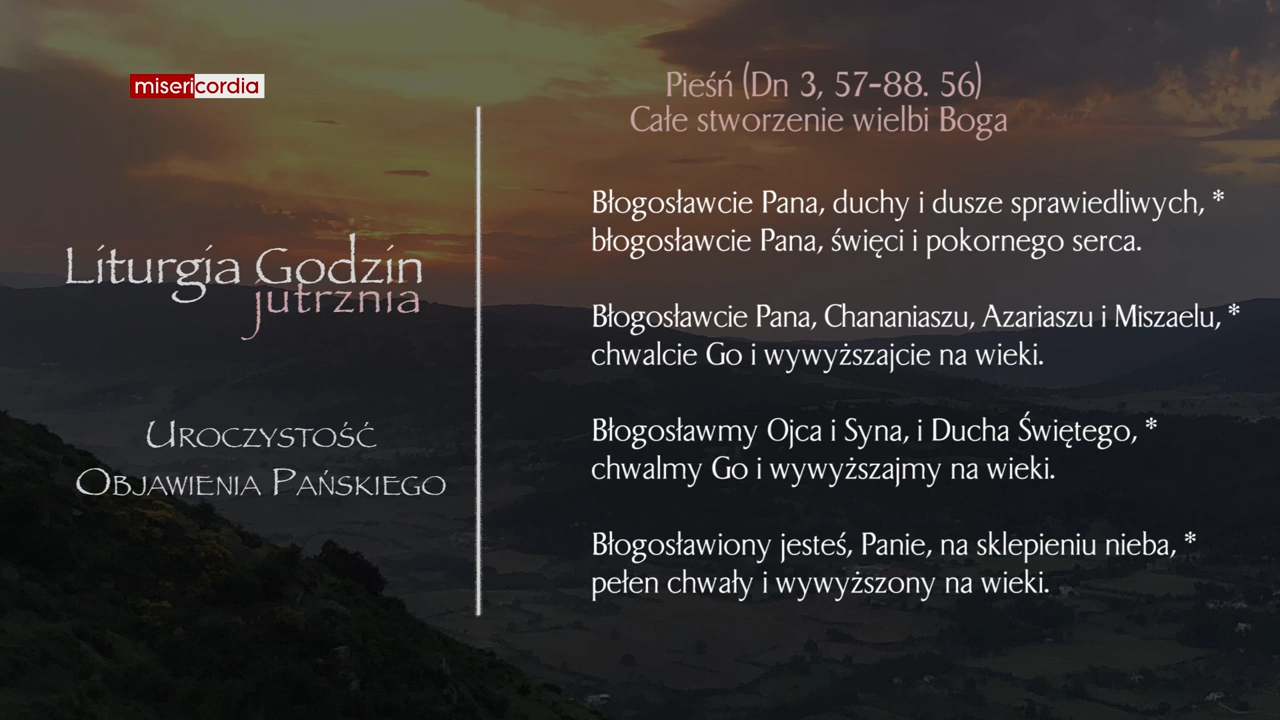 misericordia
Liturgia Godzin
jutrznia
Uroczystość
Objawienia Pańskiego
Pieśń (Dn 3, 57-88. 56)
Całe stworzenie wielbi Boga
Błogosławcie Pana, duchy i dusze sprawiedliwych, *
błogosławcie Pana, święci i pokornego serca.
Błogosławcie Pana, Chananiaszu, Azariaszu i Miszaelu, *
chwalcie Go i wywyższajcie na wieki.
Błogosławmy Ojca i Syna, i Ducha Świętego, *
chwalmy Go i wywyższajmy na wieki.
Błogosławiony jesteś, Panie, na sklepieniu nieba, *
pełen chwały i wywyższony na wieki.